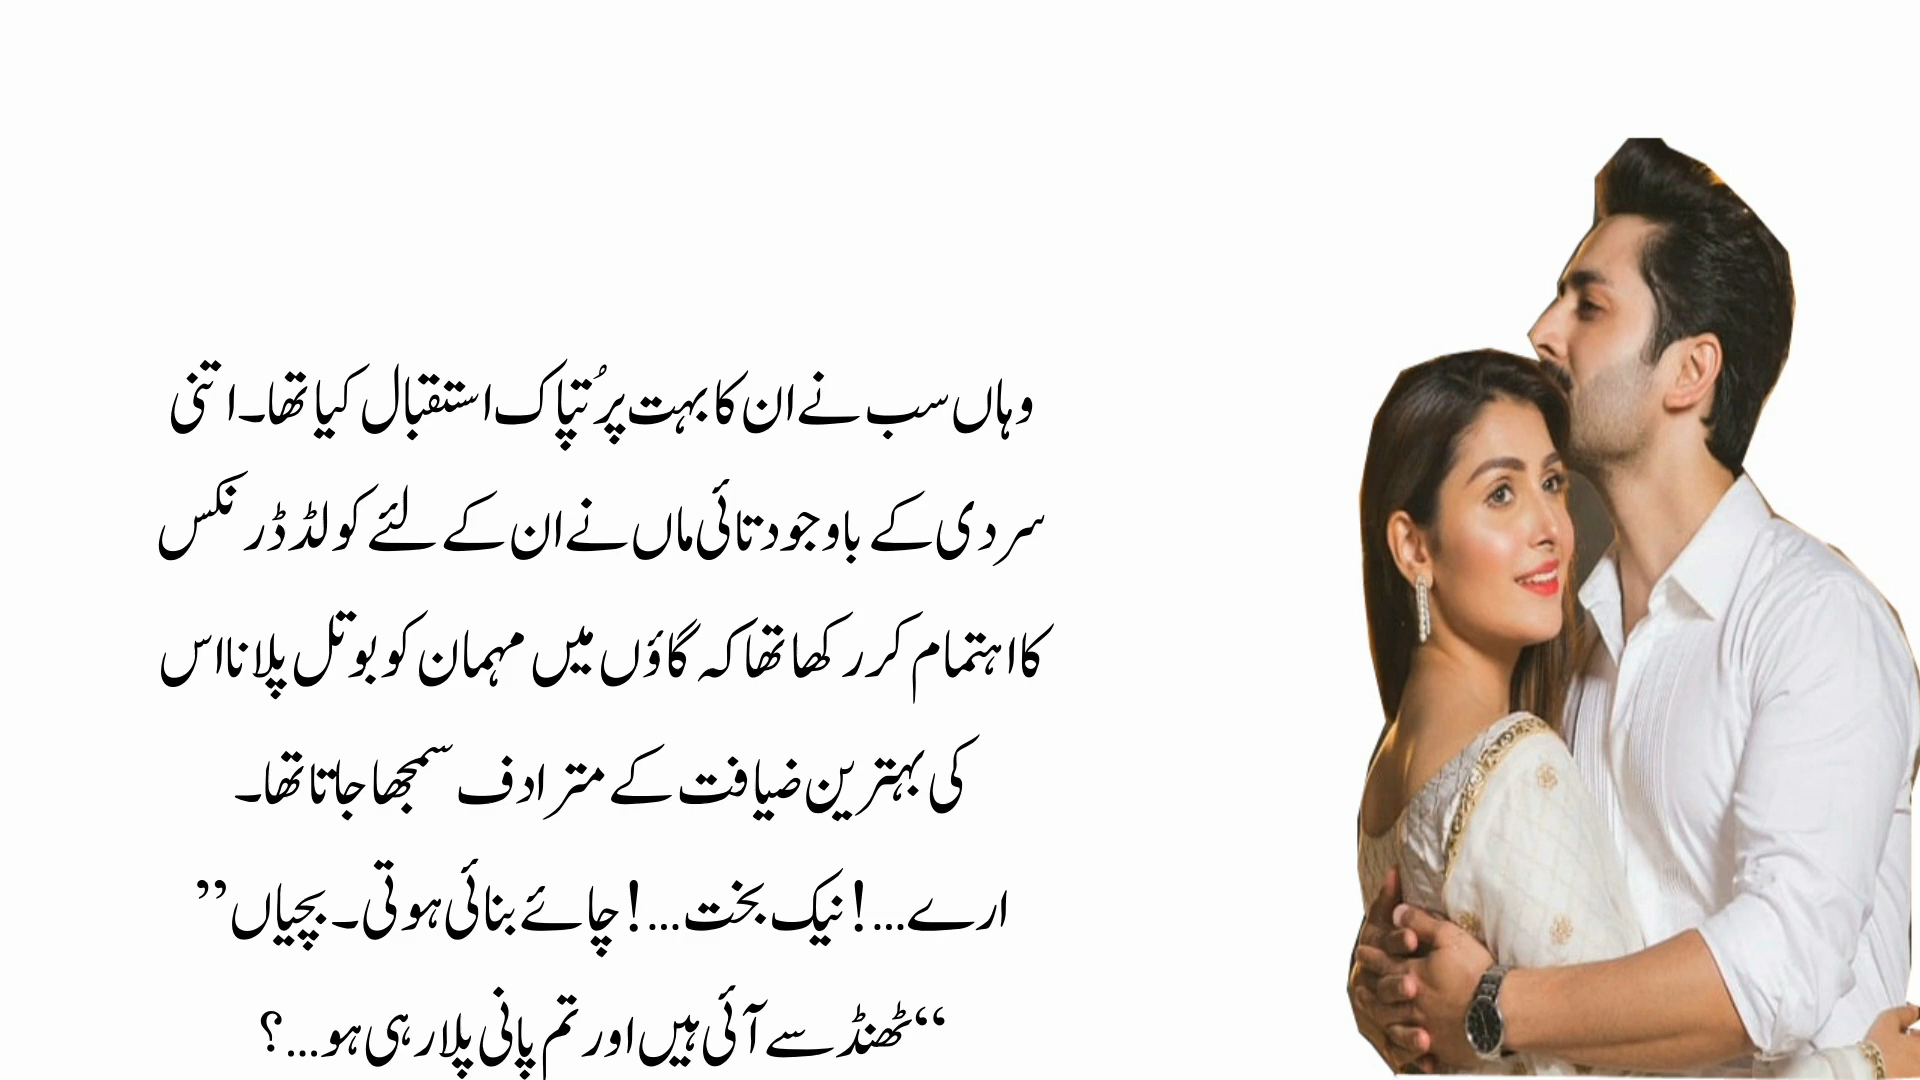 وہاں سب نے ان کا بہت پرُ تپاک استقبال کیا تھا۔ اتنی
سردی کے باوجود تائی ماں نے ان کے لئے کولڈ ڈرنکس
کا اہتمام کر رکھا تھا کہ گاؤں میں مہمان کو بوتل پلانا اس
کی بہترین ضیافت کے مترادف سمجھا جاتا تھا۔
ارے...! نیک بخت...! چائے بنائی ہوتی۔ بچیاں”
“ٹھنڈ سے آئی ہیں اور تم پانی پلا رہی ہو...؟